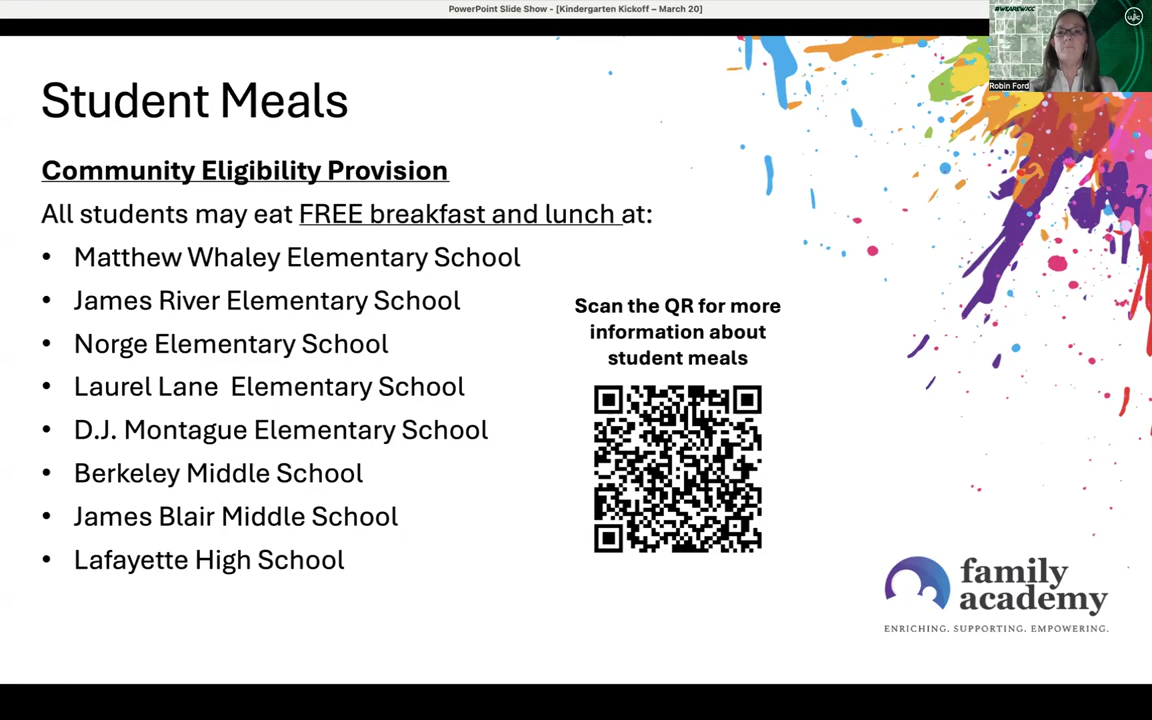 PowerPoint Slide Show - [Kindergarten Kickoff – March 20]
#WEAREWJCC
wjc
Robin Ford
Student Meals
Community Eligibility Provision
All students may eat FREE breakfast and lunch at:
• Matthew Whaley Elementary School
• James River Elementary School
• Norge Elementary School
• Laurel Lane Elementary School
• D.J. Montague Elementary School
• Berkeley Middle School
• James Blair Middle School
• Lafayette High School
Scan the QR for more
information about
student meals
family
academy
ENRICHING. SUPPORTING. EMPOWERING.